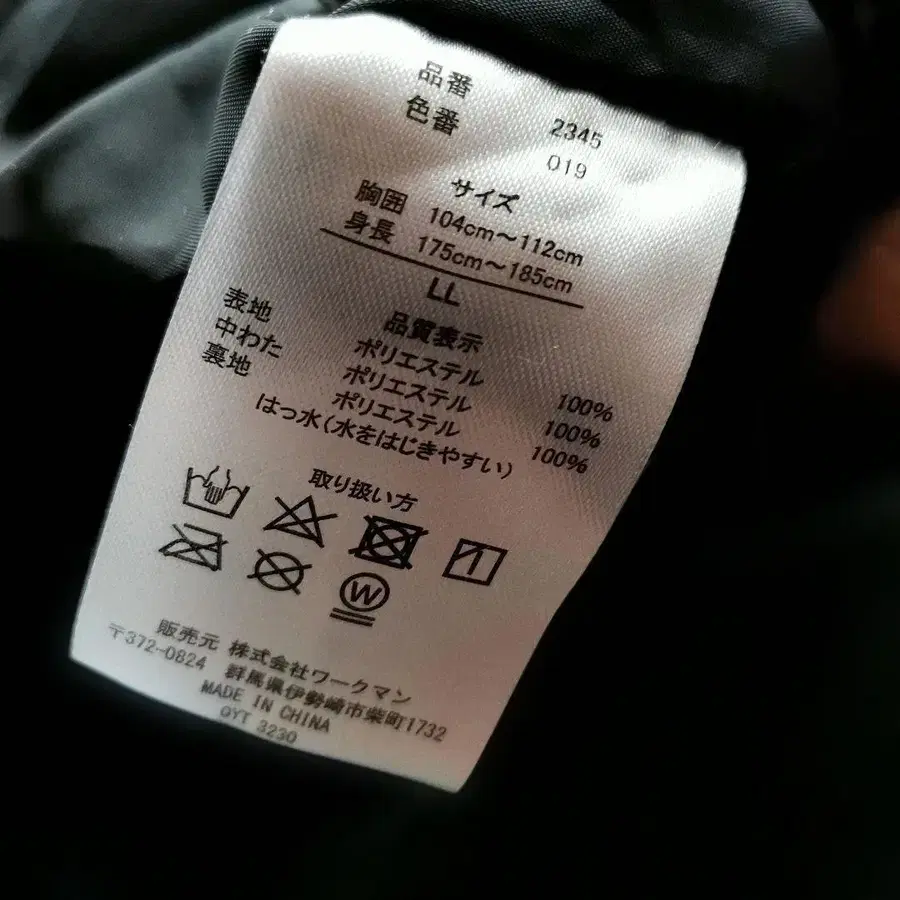 品番 2345
色番 019
サイズ
胸囲 104cm～112cm
身長 175cm～185cm
LL
品質表示
表地 ポリエステル 100%
中わた ポリエステル 100%
裏地 ポリエステル 100%
はっ水(水をはじきやすい)
取り扱い方
W
販売元 株式会社ワークマン
〒372-0824 群馬県伊勢崎市柴町1732
MADE IN CHINA
GYT 3230